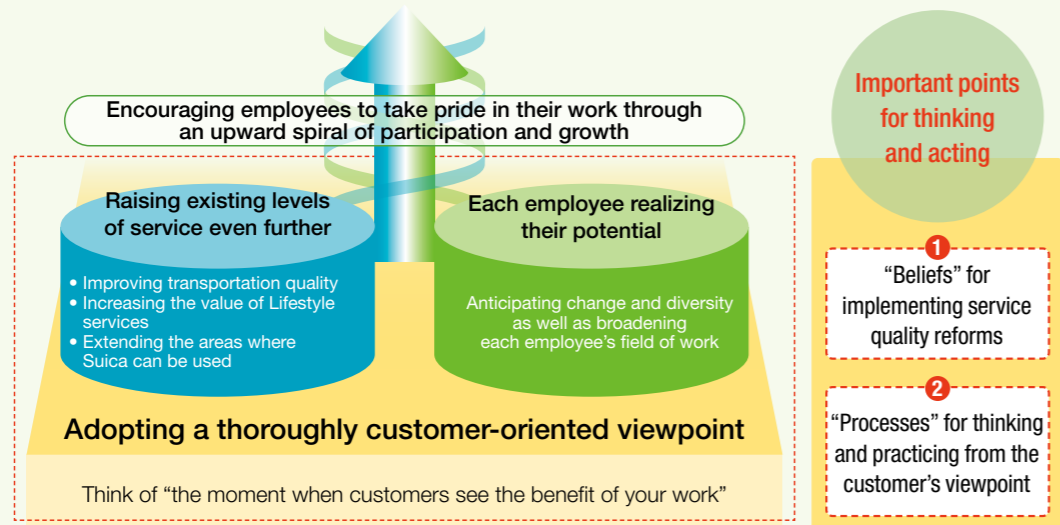 Encouraging employees to take pride in their work through
an upward spiral of participation and growth
Raising existing levels
of service even further
• Improving transportation quality
• Increasing the value of Lifestyle
services
• Extending the areas where
Suica can be used
Each employee realizing
their potential
Anticipating change and diversity
as well as broadening
each employee’s field of work
Adopting a thoroughly customer-oriented viewpoint
Think of “the moment when customers see the benefit of your work”
Important points
for thinking
and acting
1
“Beliefs” for
implementing service
quality reforms
2
“Processes” for thinking
and practicing from the
customer’s viewpoint